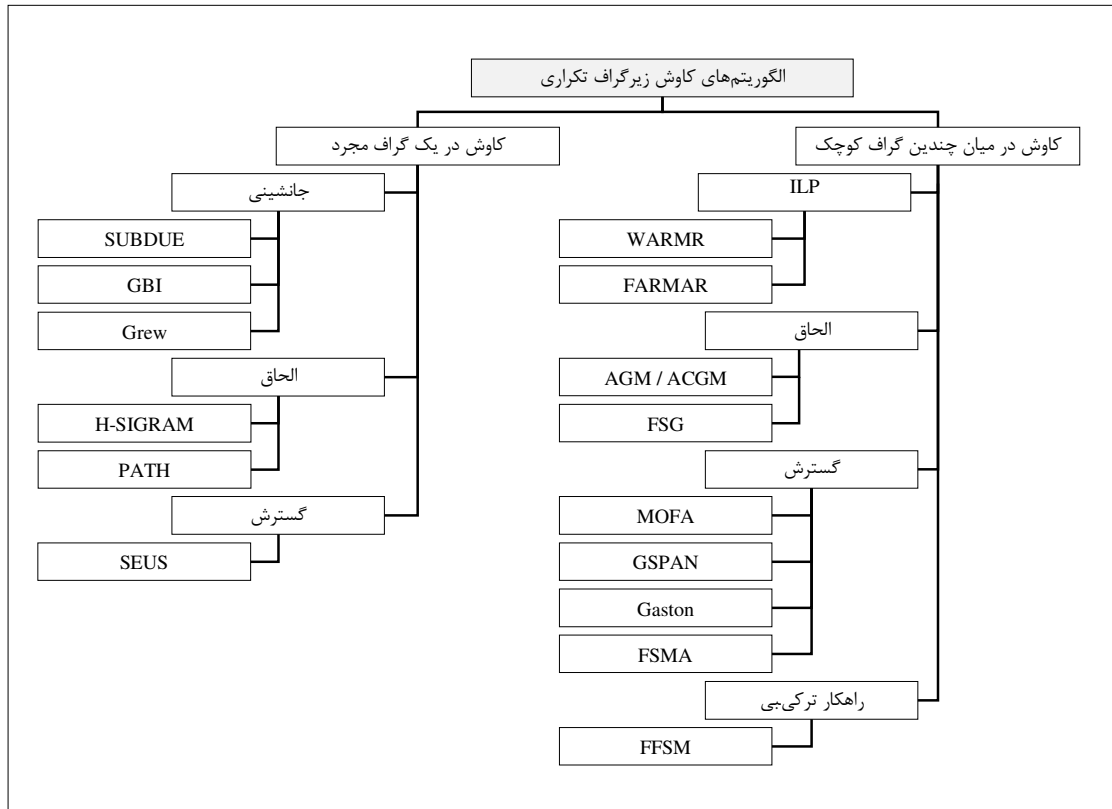 الگوریتم‌های کاوش زیرگراف تکراری
کاوش در میان چندین گراف کوچک
ILP
WARMR
FARMAR
الحاق
AGM / ACGM
FSG
گسترش
MOFA
GSPAN
Gaston
FSMA
راهکار ترکی‌بی
FFSM
کاوش در یک گراف مجرد
جانشینی
SUBDUE
GBI
Grew
الحاق
H-SIGRAM
PATH
گسترش
SEUS